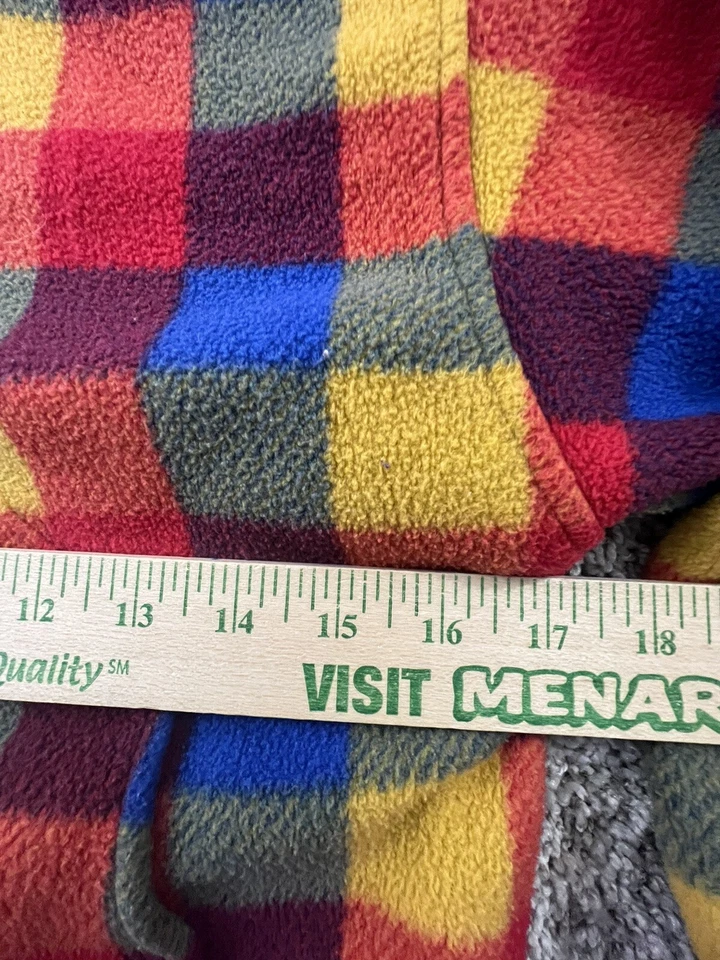 12 13 14 15 16 17 18
Quality SM
VISIT MENAR